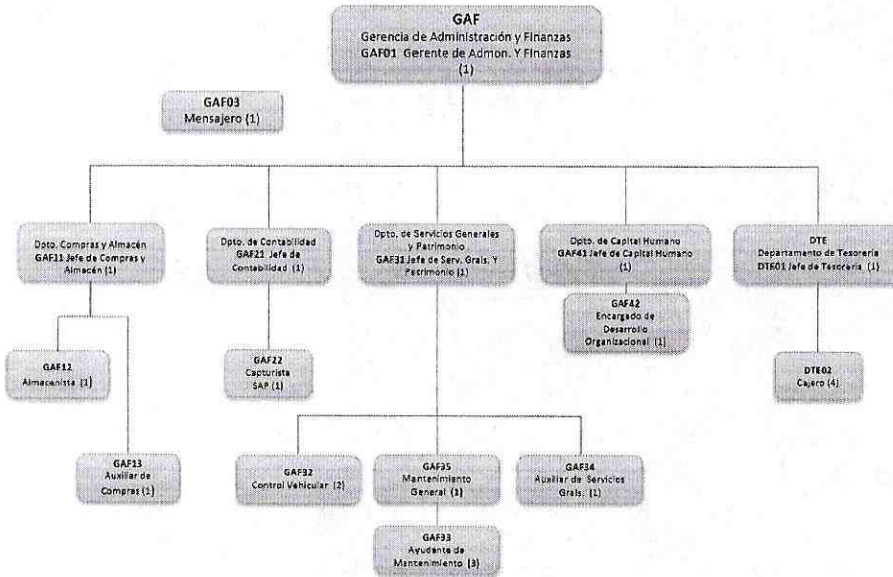 GAF
Gerencia de Administración y Finanzas
GAF01 Gerente de Admon. Y Finanzas
(1)
GAF03
Mensajero (1)
Dpto. Compras y Almacén
GAF11 Jefe de Compras y
Almacén (1)
Dpto. de Contabilidad
GAF21 Jefe de
Contabilidad (1)
Dpto. de Servicios Generales
y Patrimonio
GAF31 Jefe de Serv. Grals. Y
Patrimonio (1)
Dpto. de Capital Humano
GAF41 Jefe de Capital Humano
(1)
DTE
Departamento de Tesorería
DTE01 Jefe de Tesorería (1)
GAF42
Encargado de
Desarrollo
Organizacional (1)
GAF12
Almacenista (1)
GAF22
Capturista
SAP (1)
DTE02
Cajero (4)
GAF13
Auxiliar de
Compras (1)
GAF32
Control Vehicular (2)
GAF35
Mantenimiento
General (1)
GAF34
Auxiliar de Servicios
Grals. (1)
GAF33
Ayudante de
Mantenimiento (3)